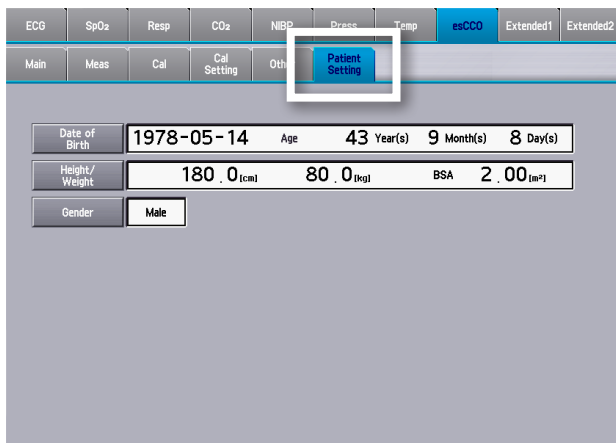 ECG SpO₂ Resp CO₂ NIBP Press Temp esCCO Extended1 Extended2
Main Meas Cal Cal Setting Patient Setting
Date of Birth 1978-05-14 Age 43 Year(s) 9 Month(s) 8 Day(s)
Height/ Weight 180.0 [cm] 80.0 [kg] BSA 2.00 [m²]
Gender Male